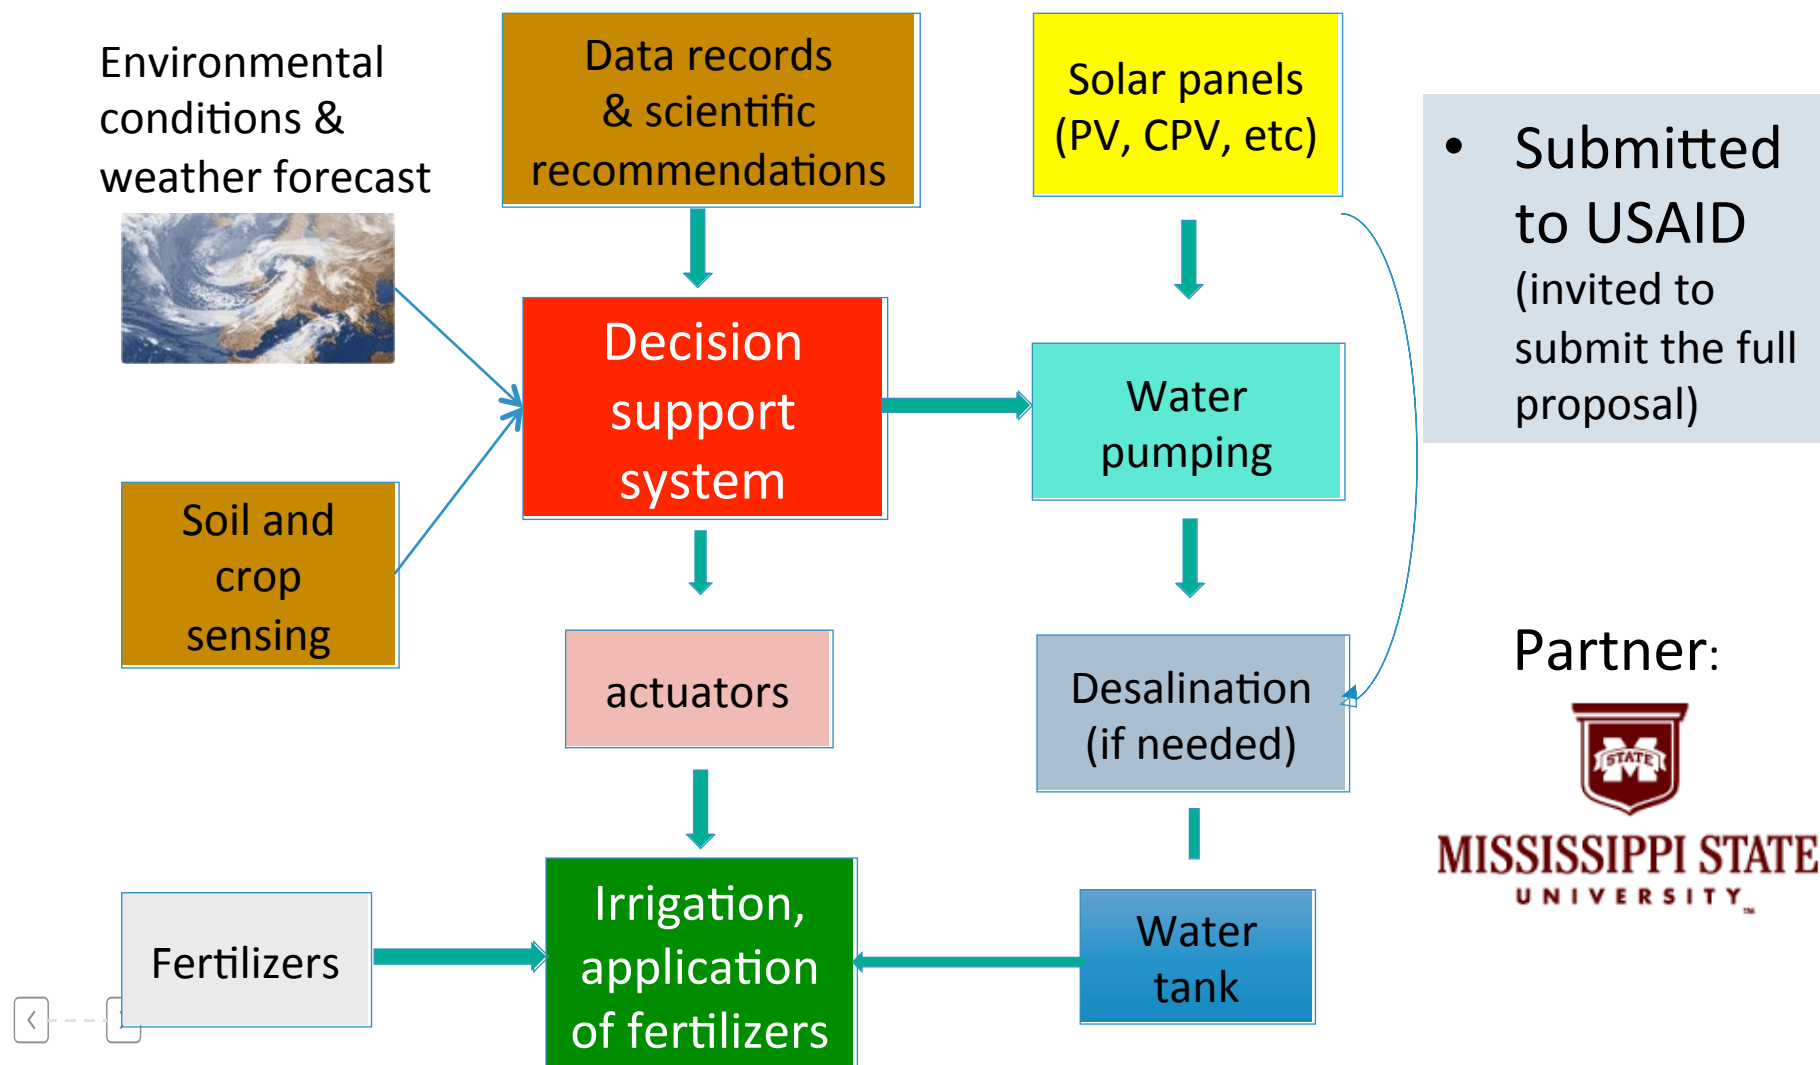 Environmental
conditions &
weather forecast
Data records
& scientific
recommendations
Solar panels
(PV, CPV, etc)
• Submitted
to USAID
(invited to
submit the full
proposal)
Decision
support
system
Water
pumping
Soil and
crop
sensing
actuators
Desalination
(if needed)
Partner:
STATE
M
MISSISSIPPI STATE
UNIVERSITY™
Fertilizers
Irrigation,
application
of fertilizers
Water
tank